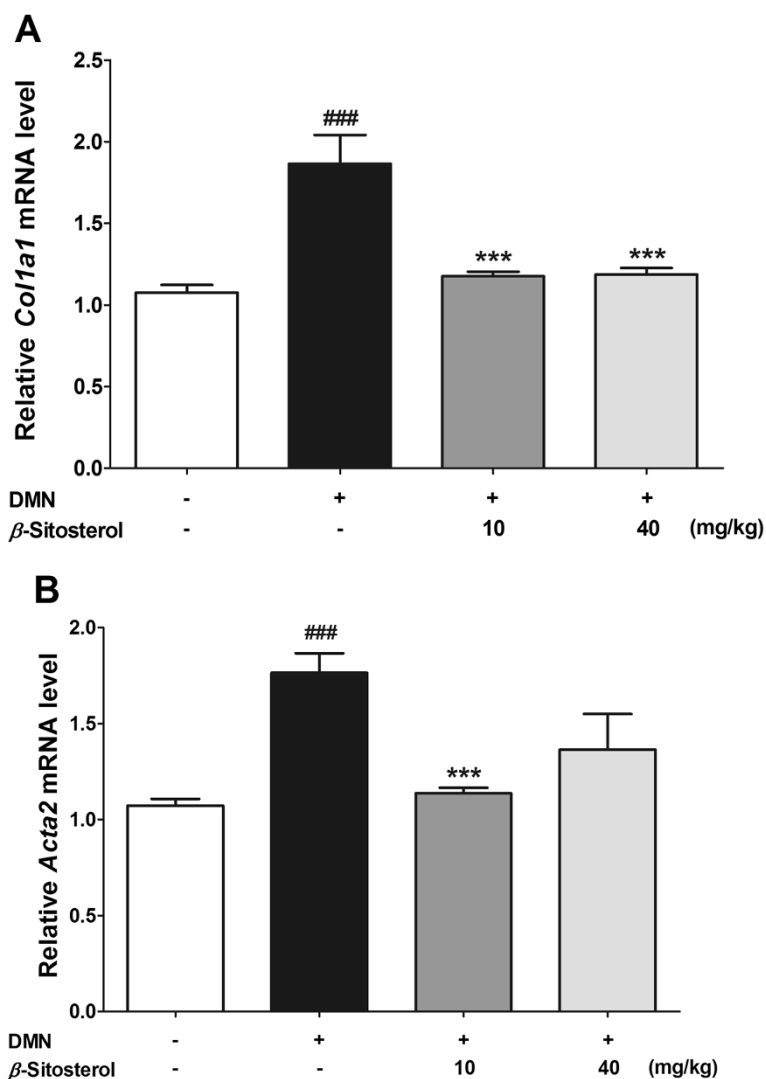 A
Relative Col1a1 mRNA level
2.5
2.0
1.5
1.0
0.5
0.0
###
***
***
DMN - + + +
β-Sitosterol - - 10 40 (mg/kg)
B
Relative Acta2 mRNA level
2.0
1.5
1.0
0.5
0.0
###
***
DMN - + + +
β-Sitosterol - - 10 40 (mg/kg)